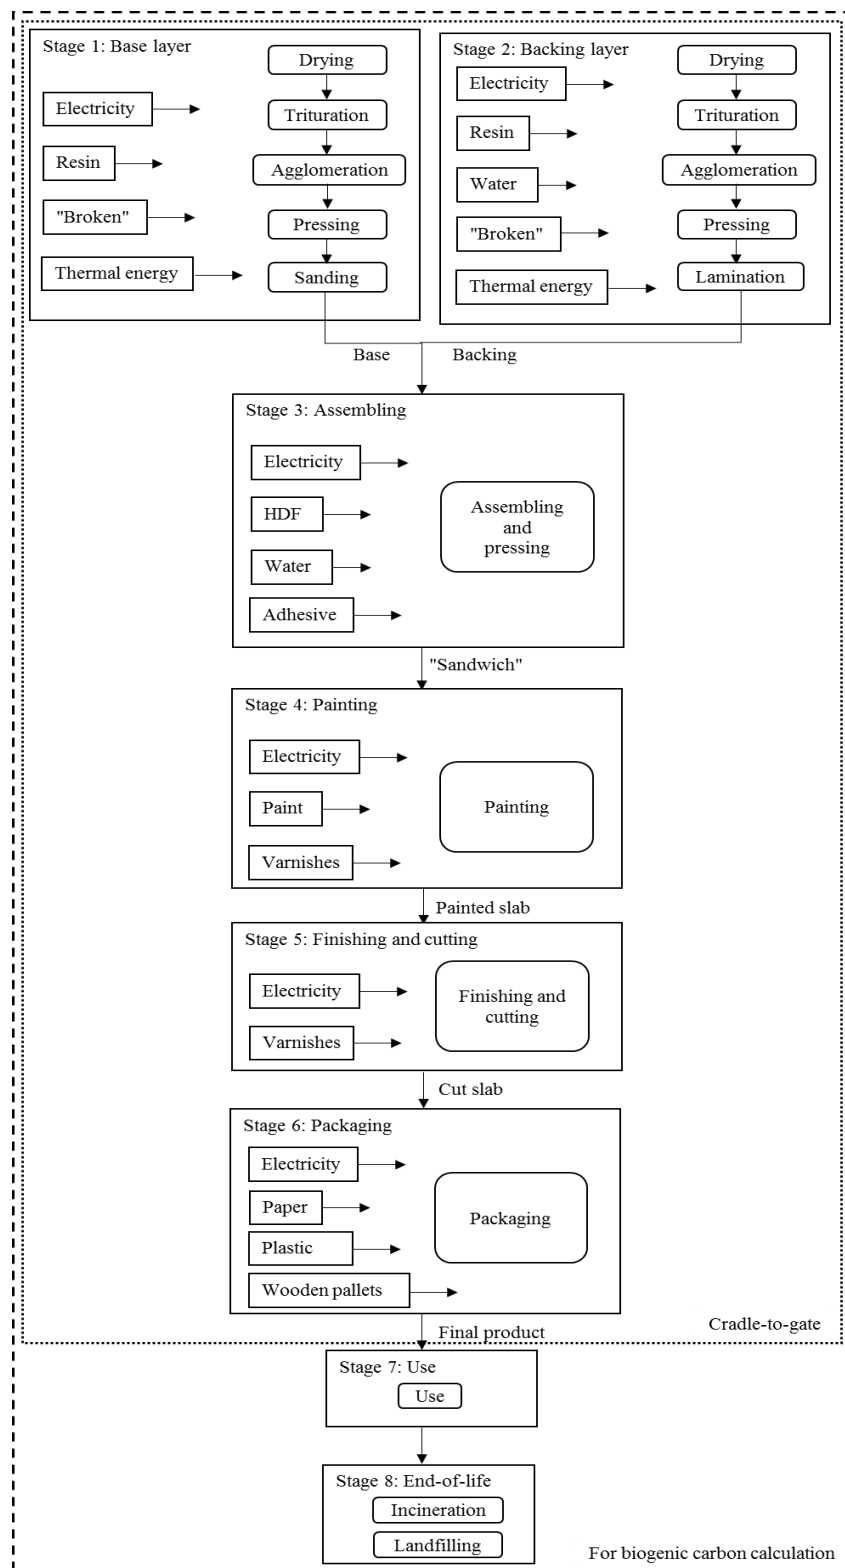 Stage 1: Base layer
Drying
Electricity
Trituration
Resin
Agglomeration
"Broken"
Pressing
Thermal energy
Sanding
Stage 2: Backing layer
Drying
Electricity
Trituration
Resin
Agglomeration
Water
"Broken"
Pressing
Thermal energy
Lamination
Base
Backing
Stage 3: Assembling
Electricity
HDF
Water
Adhesive
Assembling
and
pressing
"Sandwich"
Stage 4: Painting
Electricity
Paint
Varnishes
Painting
Painted slab
Stage 5: Finishing and cutting
Electricity
Varnishes
Finishing and
cutting
Cut slab
Stage 6: Packaging
Electricity
Paper
Plastic
Wooden pallets
Packaging
Cradle-to-gate
Final product
Stage 7: Use
Use
Stage 8: End-of-life
Incineration
Landfilling
For biogenic carbon calculation